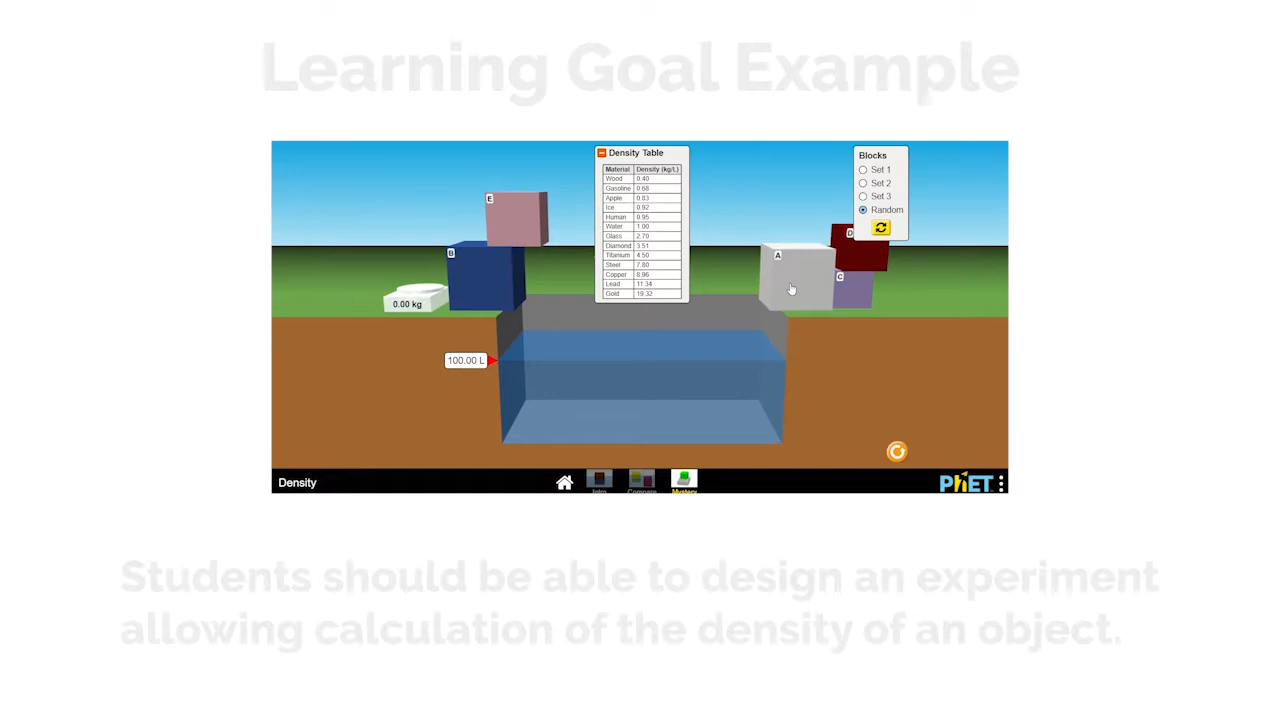 Learning Goal Example
Density Table
Material Density (kg/L)
Wood 0.40
Gasoline 0.68
Apple 0.83
Ice 0.92
Human 0.95
Water 1.00
Glass 2.70
Diamond 3.51
Titanium 4.50
Steel 7.80
Copper 8.96
Lead 11.34
Gold 19.32
Blocks
Set 1
Set 2
Set 3
Random
E
B
A
D
C
0.00 kg
100.00 L
Density
Intro
Compare
Mystery
PhET
Students should be able to design an experiment
allowing calculation of the density of an object.